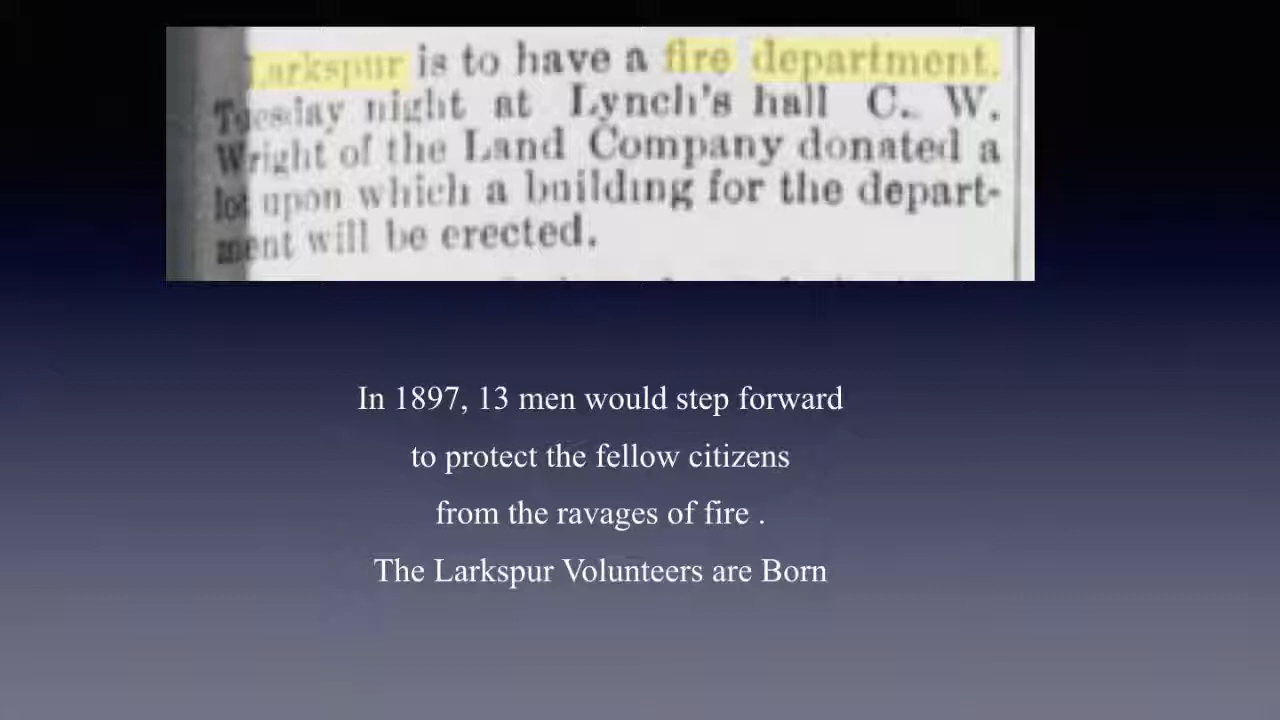 Larkspur is to have a fire department.
Tuesday night at Lynch's hall C. W.
Wright of the Land Company donated a
lot upon which a building for the depart-
ment will be erected.
In 1897, 13 men would step forward
to protect the fellow citizens
from the ravages of fire .
The Larkspur Volunteers are Born